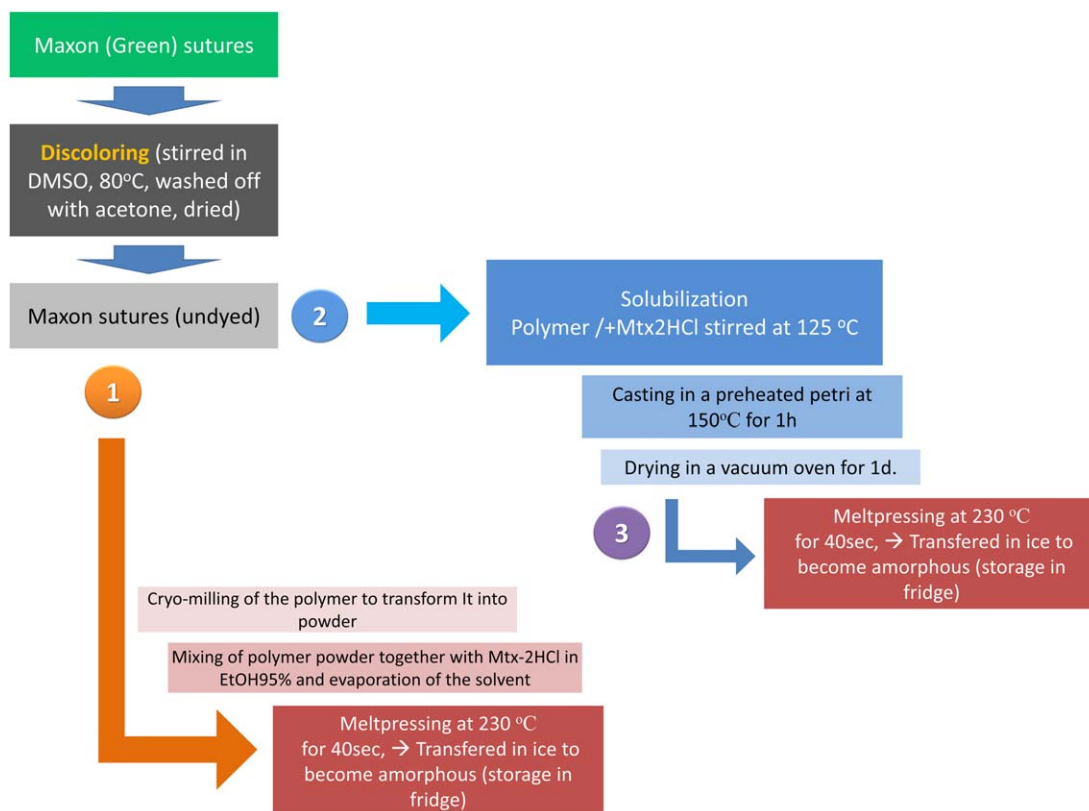 Maxon (Green) sutures
Discoloring (stirred in
DMSO, 80°C, washed off
with acetone, dried)
Maxon sutures (undyed)
2
Solubilization
Polymer /+Mtx2HCl stirred at 125 °C
1
Casting in a preheated petri at
150°C for 1h
Drying in a vacuum oven for 1d.
3
Meltpressing at 230 °C
for 40sec, → Transfered in ice to
become amorphous (storage in
fridge)
Cryo-milling of the polymer to transform It into
powder
Mixing of polymer powder together with Mtx-2HCl in
EtOH95% and evaporation of the solvent
Meltpressing at 230 °C
for 40sec, → Transfered in ice to
become amorphous (storage in
fridge)